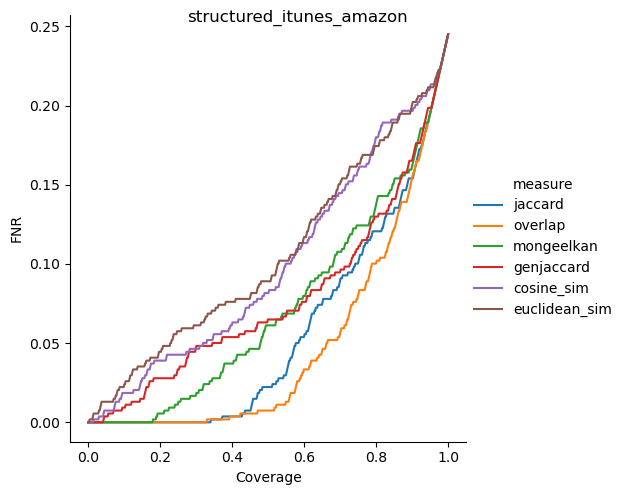 structured_itunes_amazon
0.25
0.20
0.15
0.10
0.05
0.00
FNR
0.0 0.2 0.4 0.6 0.8 1.0
Coverage
measure
jaccard
overlap
mongeelkan
genjaccard
cosine_sim
euclidean_sim